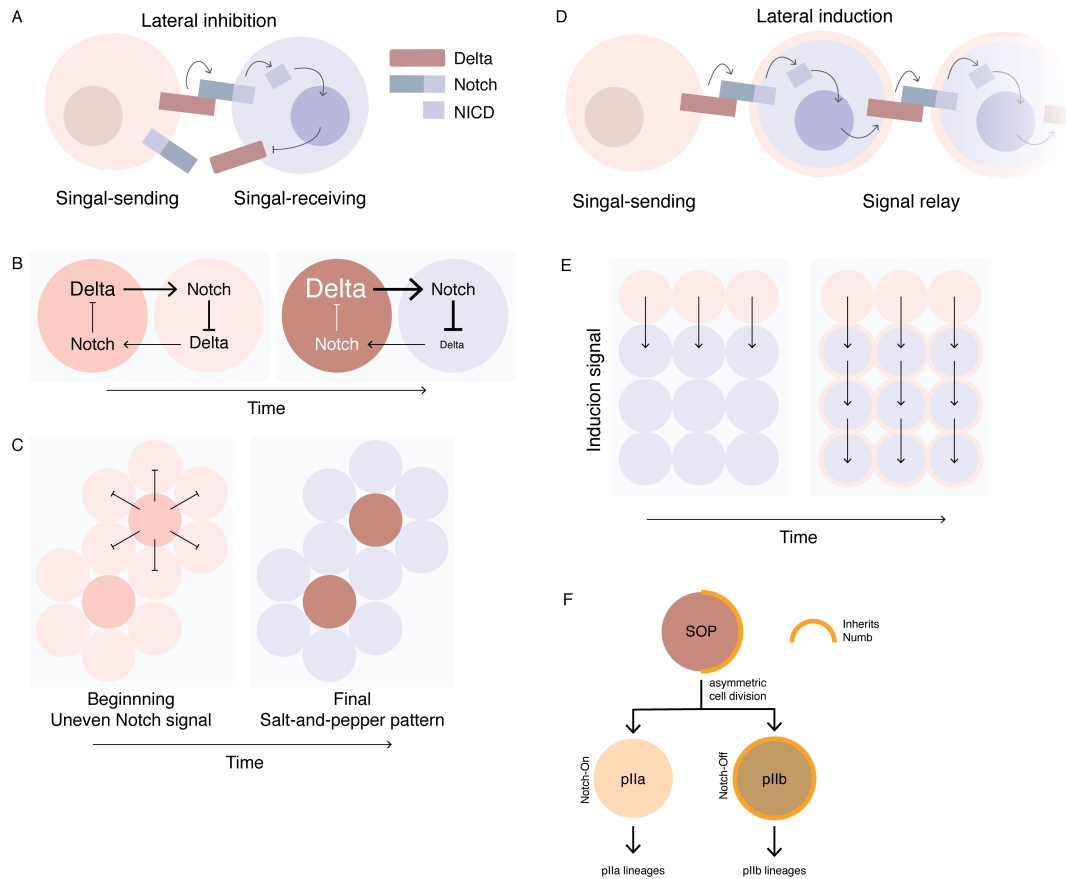 A
Lateral inhibition
Delta
Notch
NICD
Singal-sending
Singal-receiving
B
Delta
Notch
Notch
Delta
Delta
Notch
Notch
Delta
Time
C
Beginnning
Uneven Notch signal
Final
Salt-and-pepper pattern
Time
D
Lateral induction
Singal-sending
Signal relay
E
Inducion signal
Time
F
SOP
Inherits
Numb
asymmetric
cell division
Notch-On
pIIa
Notch-Off
pIIb
pIIa lineages
pIIb lineages